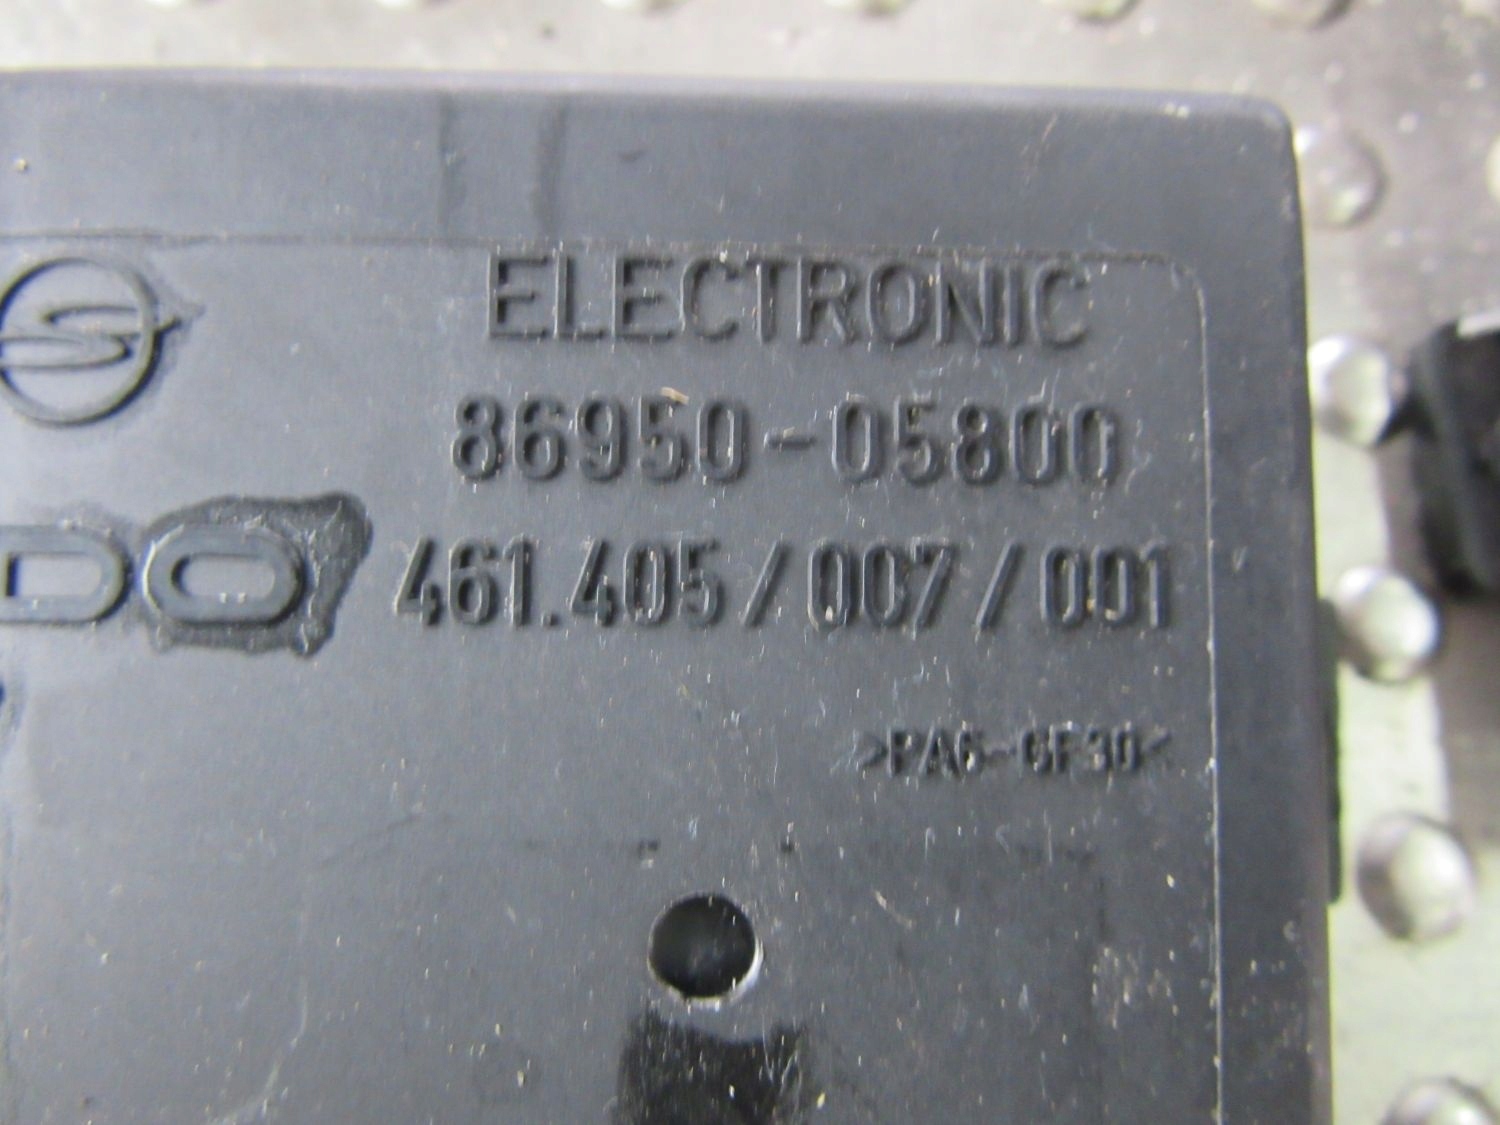 ELECTRONIC
86950-05800
DO 461.405/007/001
>PA6-GF30<